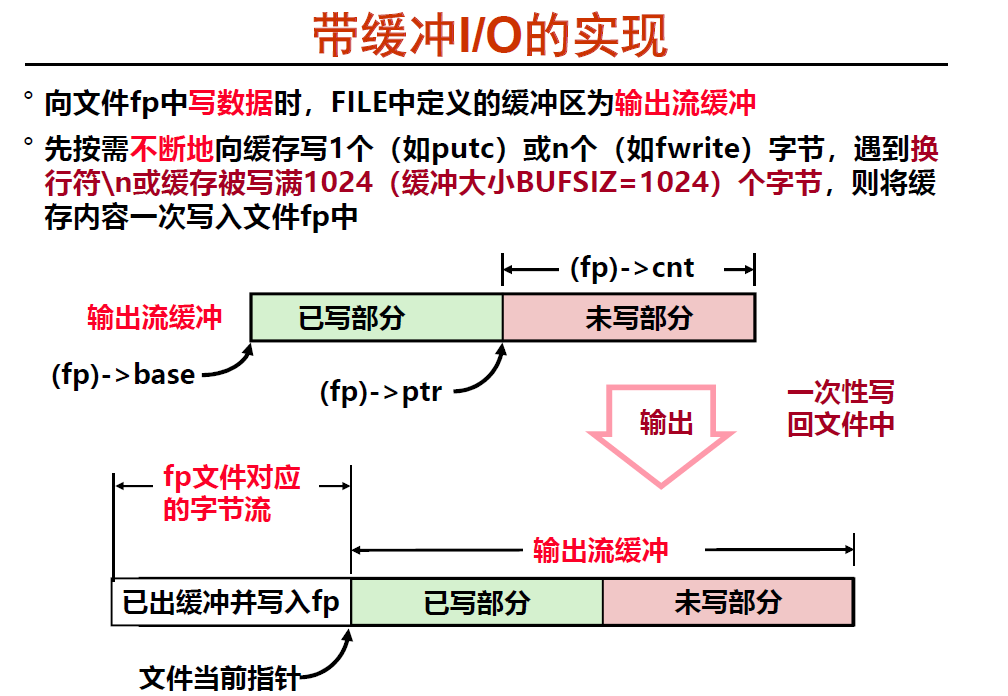 带缓冲I/O的实现
° 向文件fp中写数据时，FILE中定义的缓冲区为输出流缓冲
° 先按需不断地向缓存写1个（如putc）或n个（如fwrite）字节，遇到换
行符\n或缓存被写满1024（缓冲大小BUFSIZ=1024）个字节，则将缓
存内容一次写入文件fp中
(fp)->cnt
输出流缓冲
已写部分
未写部分
(fp)->base
(fp)->ptr
输出
一次性写
回文件中
fp文件对应
的字节流
输出流缓冲
已出缓冲并写入fp
已写部分
未写部分
文件当前指针